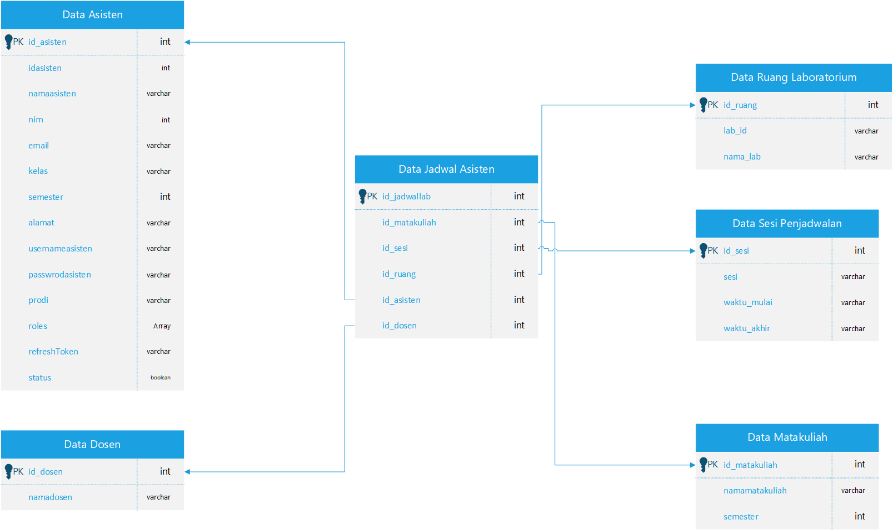 Data Asisten
PK id_asisten int
idasisten int
namaasisten varchar
nim int
email varchar
kelas varchar
semester int
alamat varchar
usernameasisten varchar
passwrodasisten varchar
prodi varchar
roles Array
refreshToken varchar
status boolean
Data Dosen
PK id_dosen int
namadosen varchar
Data Jadwal Asisten
PK id_jadwallab int
id_matakuliah int
id_sesi int
id_ruang int
id_asisten int
id_dosen int
Data Ruang Laboratorium
PK id_ruang int
lab_id varchar
nama_lab varchar
Data Sesi Penjadwalan
PK id_sesi int
sesi varchar
waktu_mulai varchar
waktu_akhir varchar
Data Matakuliah
PK id_matakuliah int
namamatakuliah varchar
semester int